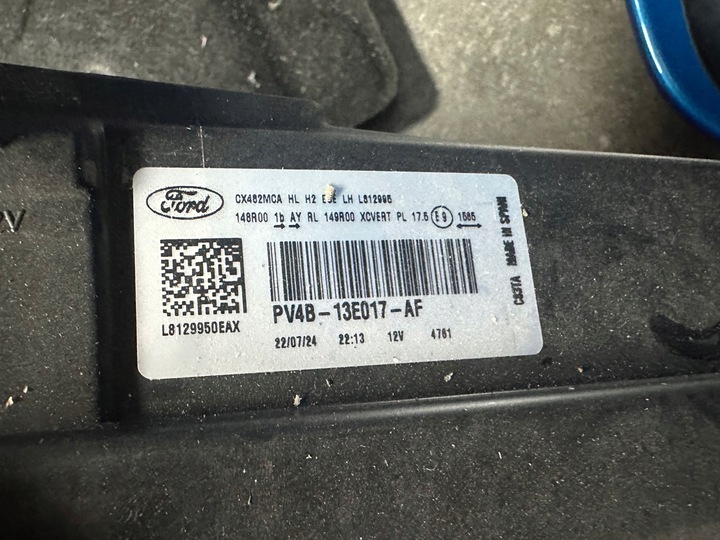 Ford
CX482MCA HL H2 LH L812995
148R00 1b AY RL 149R00 XCVERT PL 17.5 E9 1585
L8129950EAX
PV4B-13E017-AF
22/07/24 22:13 12V 4761
C83TA MADE IN SPAIN